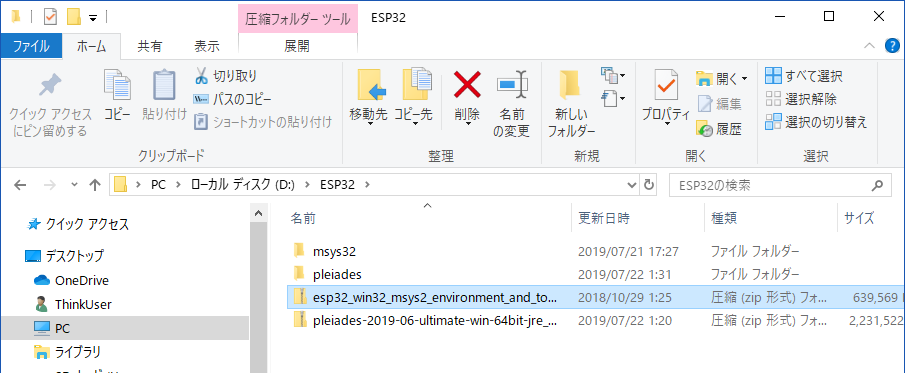 圧縮フォルダー ツール
ESP32
ファイル
ホーム
共有
表示
展開
クイック アクセス
にピン留めする
コピー
貼り付け
切り取り
パスのコピー
ショートカットの貼り付け
クリップボード
移動先
コピー先
削除
名前
の変更
整理
新しい
フォルダー
新規
プロパティ
開く
編集
履歴
開く
すべて選択
選択解除
選択の切り替え
選択
PC
ローカル ディスク (D:)
ESP32
ESP32の検索
クイック アクセス
デスクトップ
OneDrive
ThinkUser
PC
ライブラリ
名前 更新日時 種類 サイズ
msys32 2019/07/21 17:27 ファイル フォルダー
pleiades 2019/07/22 1:31 ファイル フォルダー
esp32_win32_msys2_environment_and_to... 2018/10/29 1:25 圧縮 (zip 形式) フォ... 639,569
pleiades-2019-06-ultimate-win-64bit-jre_... 2019/07/22 1:20 圧縮 (zip 形式) フォ... 2,231,522